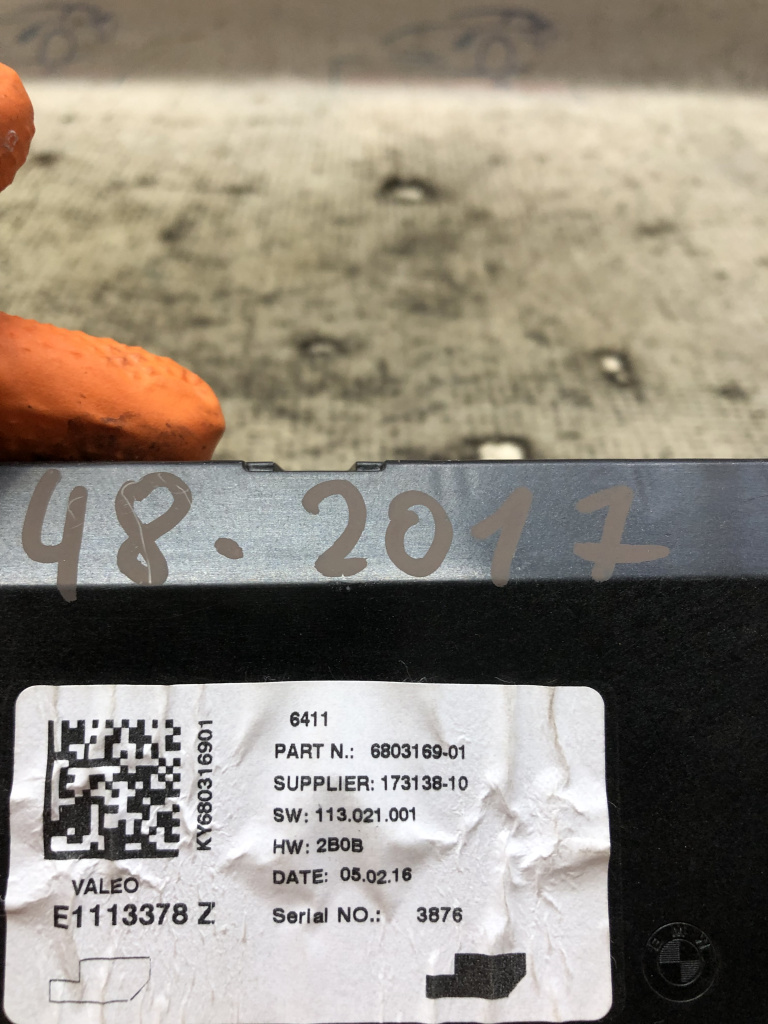 48.2017
6411
PART N.: 6803169-01
SUPPLIER: 173138-10
SW: 113.021.001
HW: 2B0B
DATE: 05.02.16
Serial NO.: 3876
KY680316901
VALEO
E1113378 Z
BMW